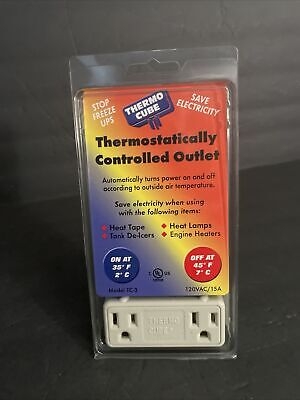 STOP
FREEZE
UPS
THERMO
CUBE
SAVE
ELECTRICITY
Thermostatically
Controlled Outlet
Automatically turns power on and off
according to outside air temperature.
Save electricity when using
with the following items:
Heat Tape
Heat Lamps
Tank De-Icers
Engine Heaters
ON AT
35° F
2° C
OFF AT
45° F
7° C
C UL US
Model TC-3
120VAC/15A
THERMO
CUBE